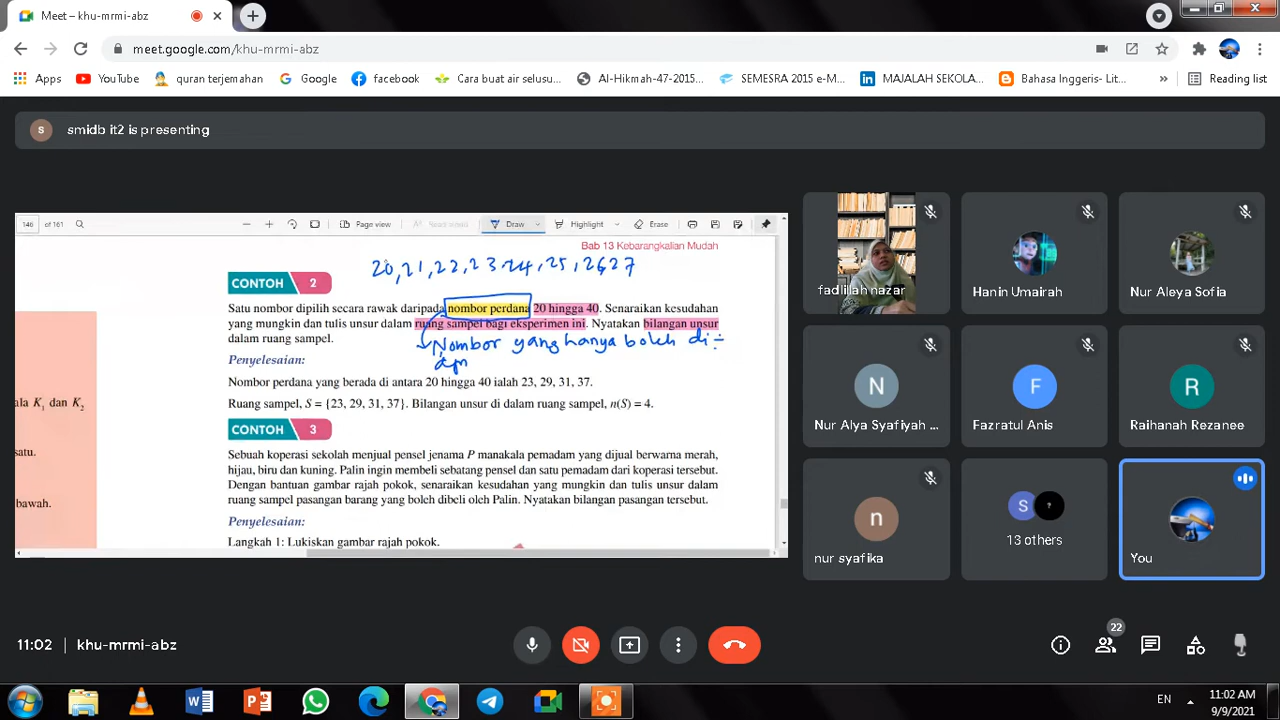 Meet – khu-mrmi-abz
meet.google.com/khu-mrmi-abz
Apps YouTube quran terjemahan Google facebook Cara buat air selusu... Al-Hikmah-47-2015... SEMESRA 2015 e-M... MAJALAH SEKOLA... Bahasa Inggeris- Lit... » Reading list
s smidb it2 is presenting
146 of 161 Page view Read aloud Draw Highlight Erase
Bab 13 Kebarangkalian Mudah
20, 21, 22, 23, 24, 25, 26, 27
CONTOH 2
Satu nombor dipilih secara rawak daripada nombor perdana 20 hingga 40. Senaraikan kesudahan
yang mungkin dan tulis unsur dalam ruang sampel bagi eksperimen ini. Nyatakan bilangan unsur
dalam ruang sampel.
Nombor yang hanya boleh di÷
Penyelesaian:
Nombor perdana yang berada di antara 20 hingga 40 ialah 23, 29, 31, 37.
ala K1 dan K2
Ruang sampel, S = {23, 29, 31, 37}. Bilangan unsur di dalam ruang sampel, n(S) = 4.
CONTOH 3
satu.
Sebuah koperasi sekolah menjual pensel jenama P manakala pemadam yang dijual berwarna merah,
hijau, biru dan kuning. Palin ingin membeli sebatang pensel dan satu pemadam dari koperasi tersebut.
Dengan bantuan gambar rajah pokok, senaraikan kesudahan yang mungkin dan tulis unsur dalam
bawah.
ruang sampel pasangan barang yang boleh dibeli oleh Palin. Nyatakan bilangan pasangan tersebut.
Penyelesaian:
Langkah 1: Lukiskan gambar rajah pokok.
fadlillah nazar
Hanin Umairah
Nur Aleya Sofia
N
Nur Alya Syafiyah ...
F
Fazratul Anis
R
Raihanah Rezanee
n
nur syafika
S ?
13 others
You
11:02 | khu-mrmi-abz
22
EN
11:02 AM
9/9/2021